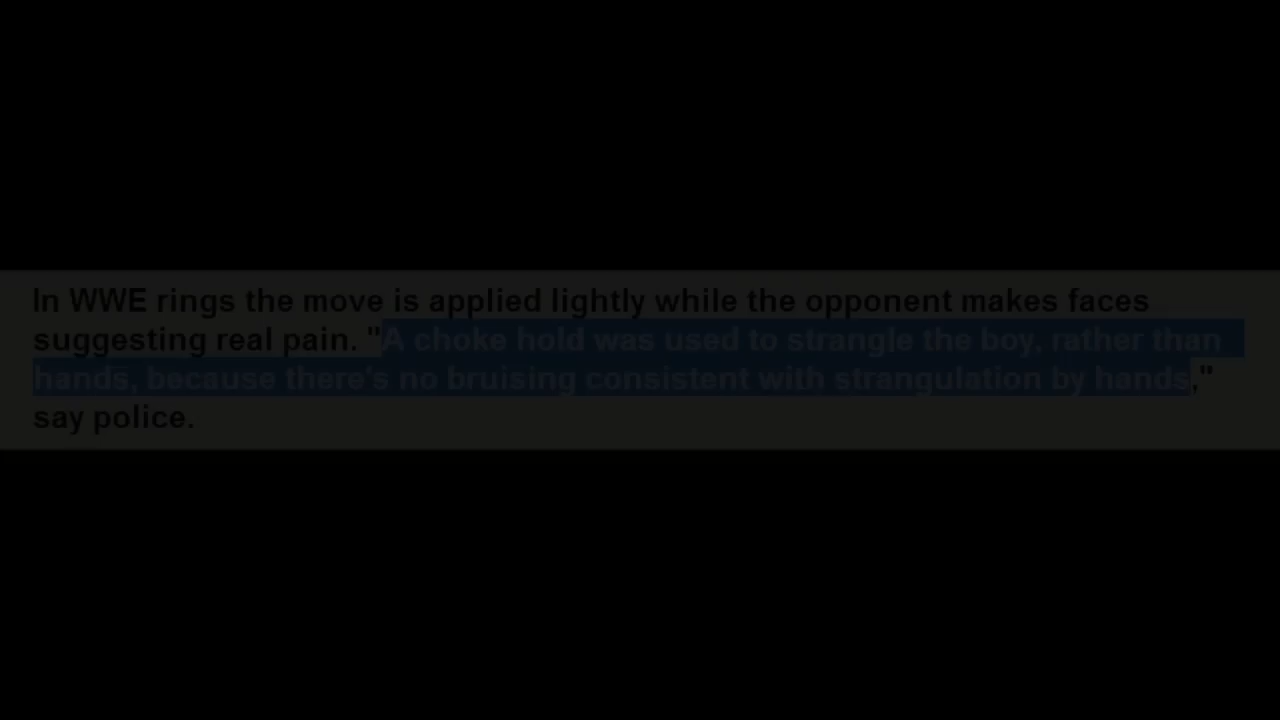 In WWE rings the move is applied lightly while the opponent makes faces
suggesting real pain. "A choke hold was used to strangle the boy, rather than
hands, because there's no bruising consistent with strangulation by hands,"
say police.